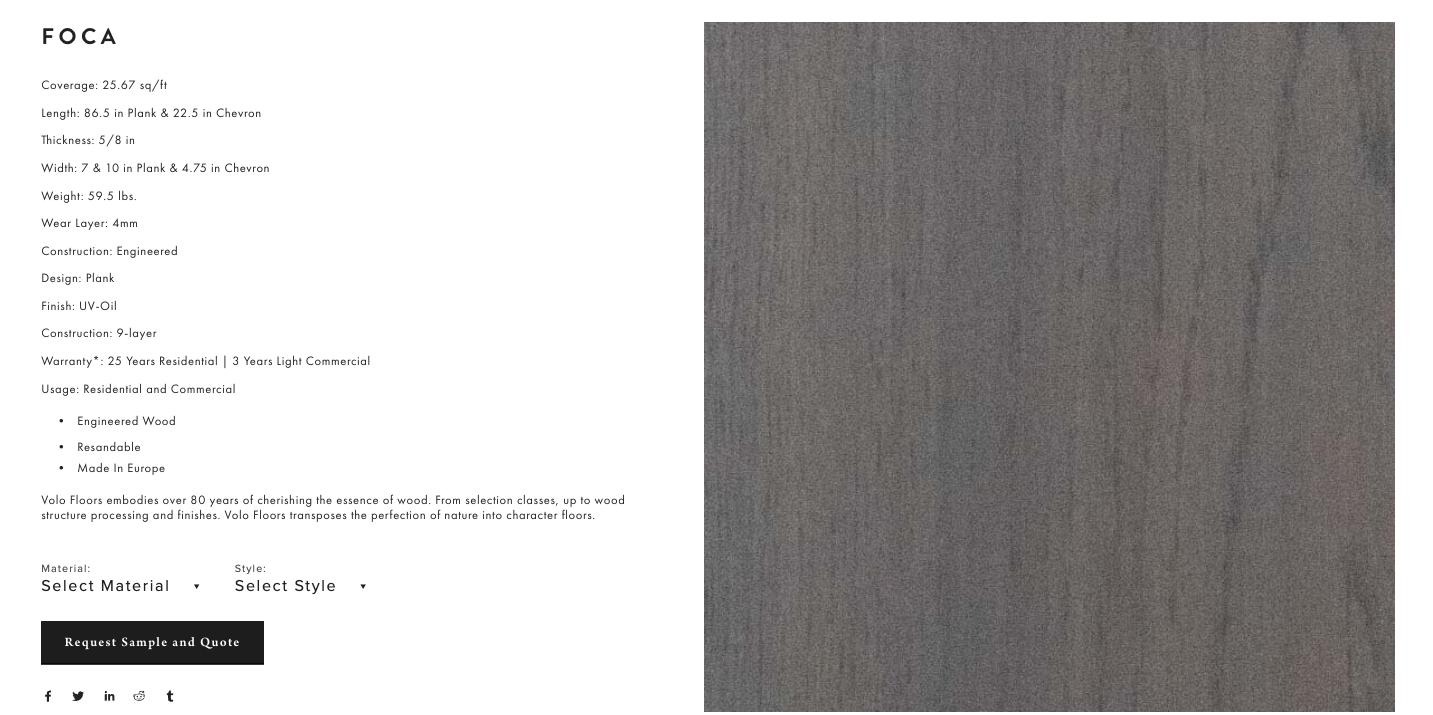 FOCA
Coverage: 25.67 sq/ft
Length: 86.5 in Plank & 22.5 in Chevron
Thickness: 5/8 in
Width: 7 & 10 in Plank & 4.75 in Chevron
Weight: 59.5 lbs.
Wear Layer: 4mm
Construction: Engineered
Design: Plank
Finish: UV-Oil
Construction: 9-layer
Warranty*: 25 Years Residential | 3 Years Light Commercial
Usage: Residential and Commercial
• Engineered Wood
• Resandable
• Made In Europe
Volo Floors embodies over 80 years of cherishing the essence of wood. From selection classes, up to wood
structure processing and finishes. Volo Floors transposes the perfection of nature into character floors.
Material: Style:
Select Material Select Style
Request Sample and Quote